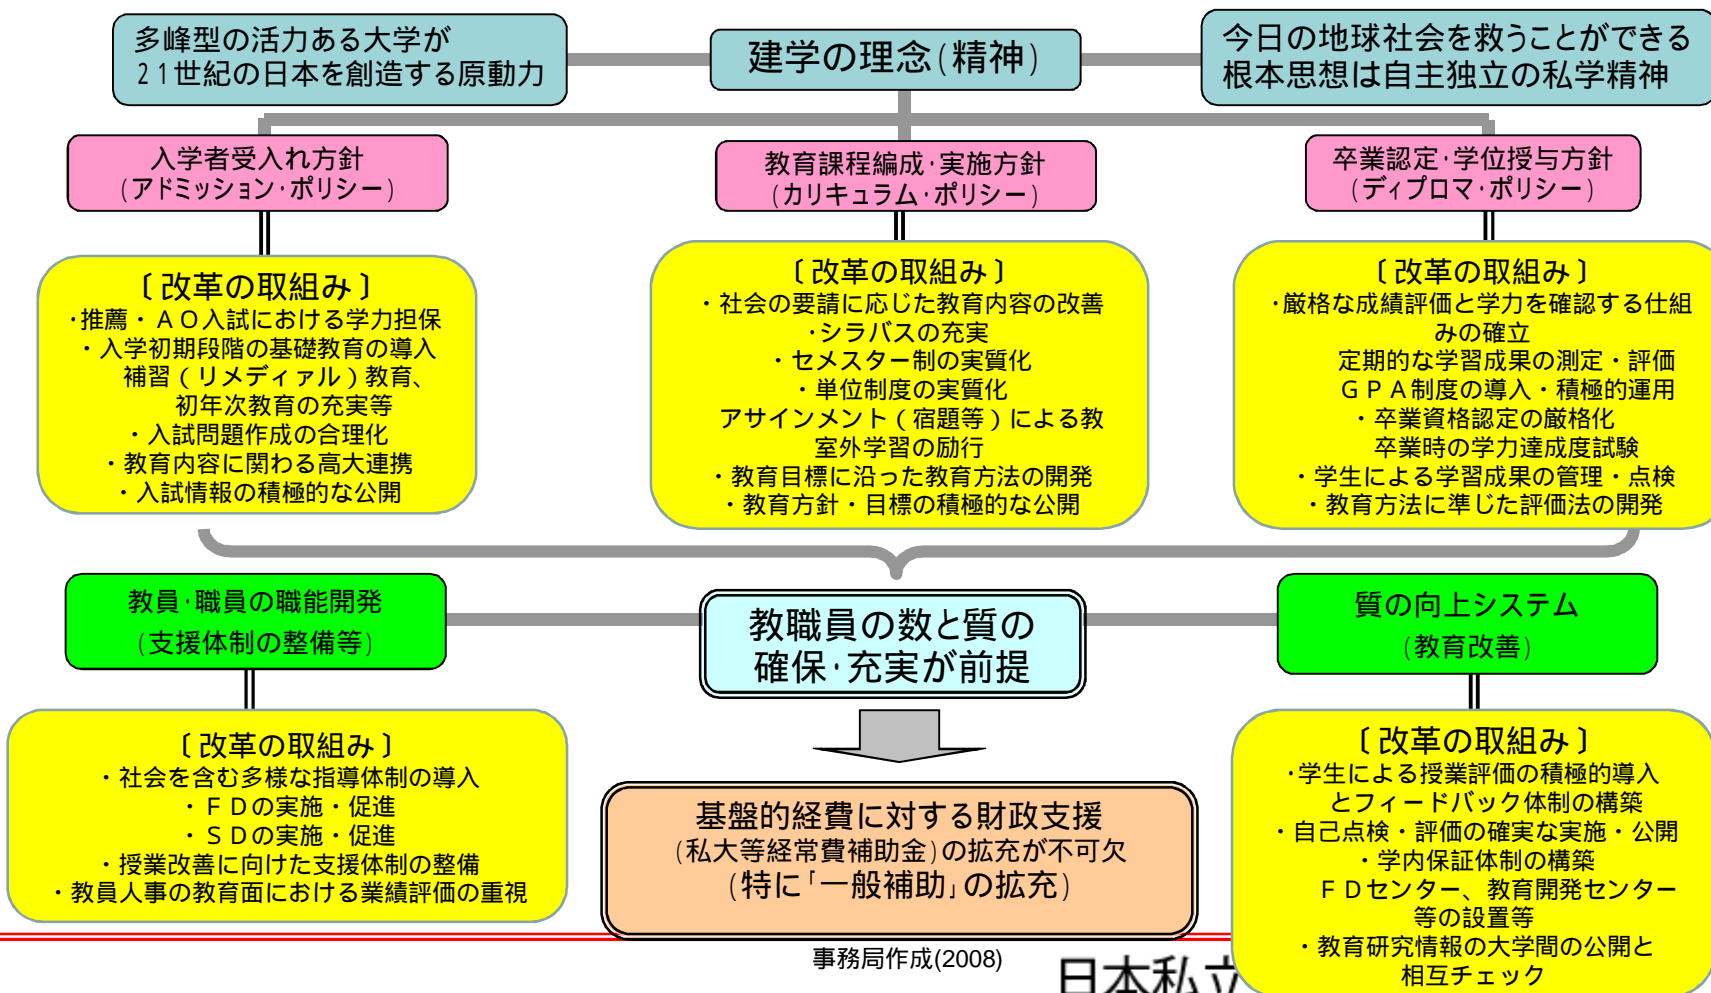 多峰型の活力ある大学が
21世紀の日本を創造する原動力
建学の理念(精神)
今日の地球社会を救うことができる
根本思想は自主独立の私学精神
入学者受入れ方針
(アドミッション・ポリシー)
教育課程編成・実施方針
(カリキュラム・ポリシー)
卒業認定・学位授与方針
(ディプロマ・ポリシー)
〔改革の取組み〕
・推薦・AO入試における学力担保
・入学初期段階の基礎教育の導入
補習(リメディアル)教育、
初年次教育の充実等
・入試問題作成の合理化
・教育内容に関わる高大連携
・入試情報の積極的な公開
〔改革の取組み〕
・社会の要請に応じた教育内容の改善
・シラバスの充実
・セメスター制の実質化
・単位制度の実質化
アサインメント(宿題等)による教
室外学習の励行
・教育目標に沿った教育方法の開発
・教育方針・目標の積極的な公開
〔改革の取組み〕
・厳格な成績評価と学力を確認する仕組
みの確立
定期的な学習成果の測定・評価
GPA制度の導入・積極的運用
・卒業資格認定の厳格化
卒業時の学力達成度試験
・学生による学習成果の管理・点検
・教育方法に準じた評価法の開発
教員・職員の職能開発
(支援体制の整備等)
教職員の数と質の
確保・充実が前提
質の向上システム
(教育改善)
〔改革の取組み〕
・社会を含む多様な指導体制の導入
・FDの実施・促進
・SDの実施・促進
・授業改善に向けた支援体制の整備
・教員人事の教育面における業績評価の重視
基盤的経費に対する財政支援
(私大等経常費補助金)の拡充が不可欠
(特に「一般補助」の拡充)
〔改革の取組み〕
・学生による授業評価の積極的導入
とフィードバック体制の構築
・自己点検・評価の確実な実施・公開
・学内保証体制の構築
FDセンター、教育開発センター
等の設置等
・教育研究情報の大学間の公開と
相互チェック
事務局作成(2008)
日本私立